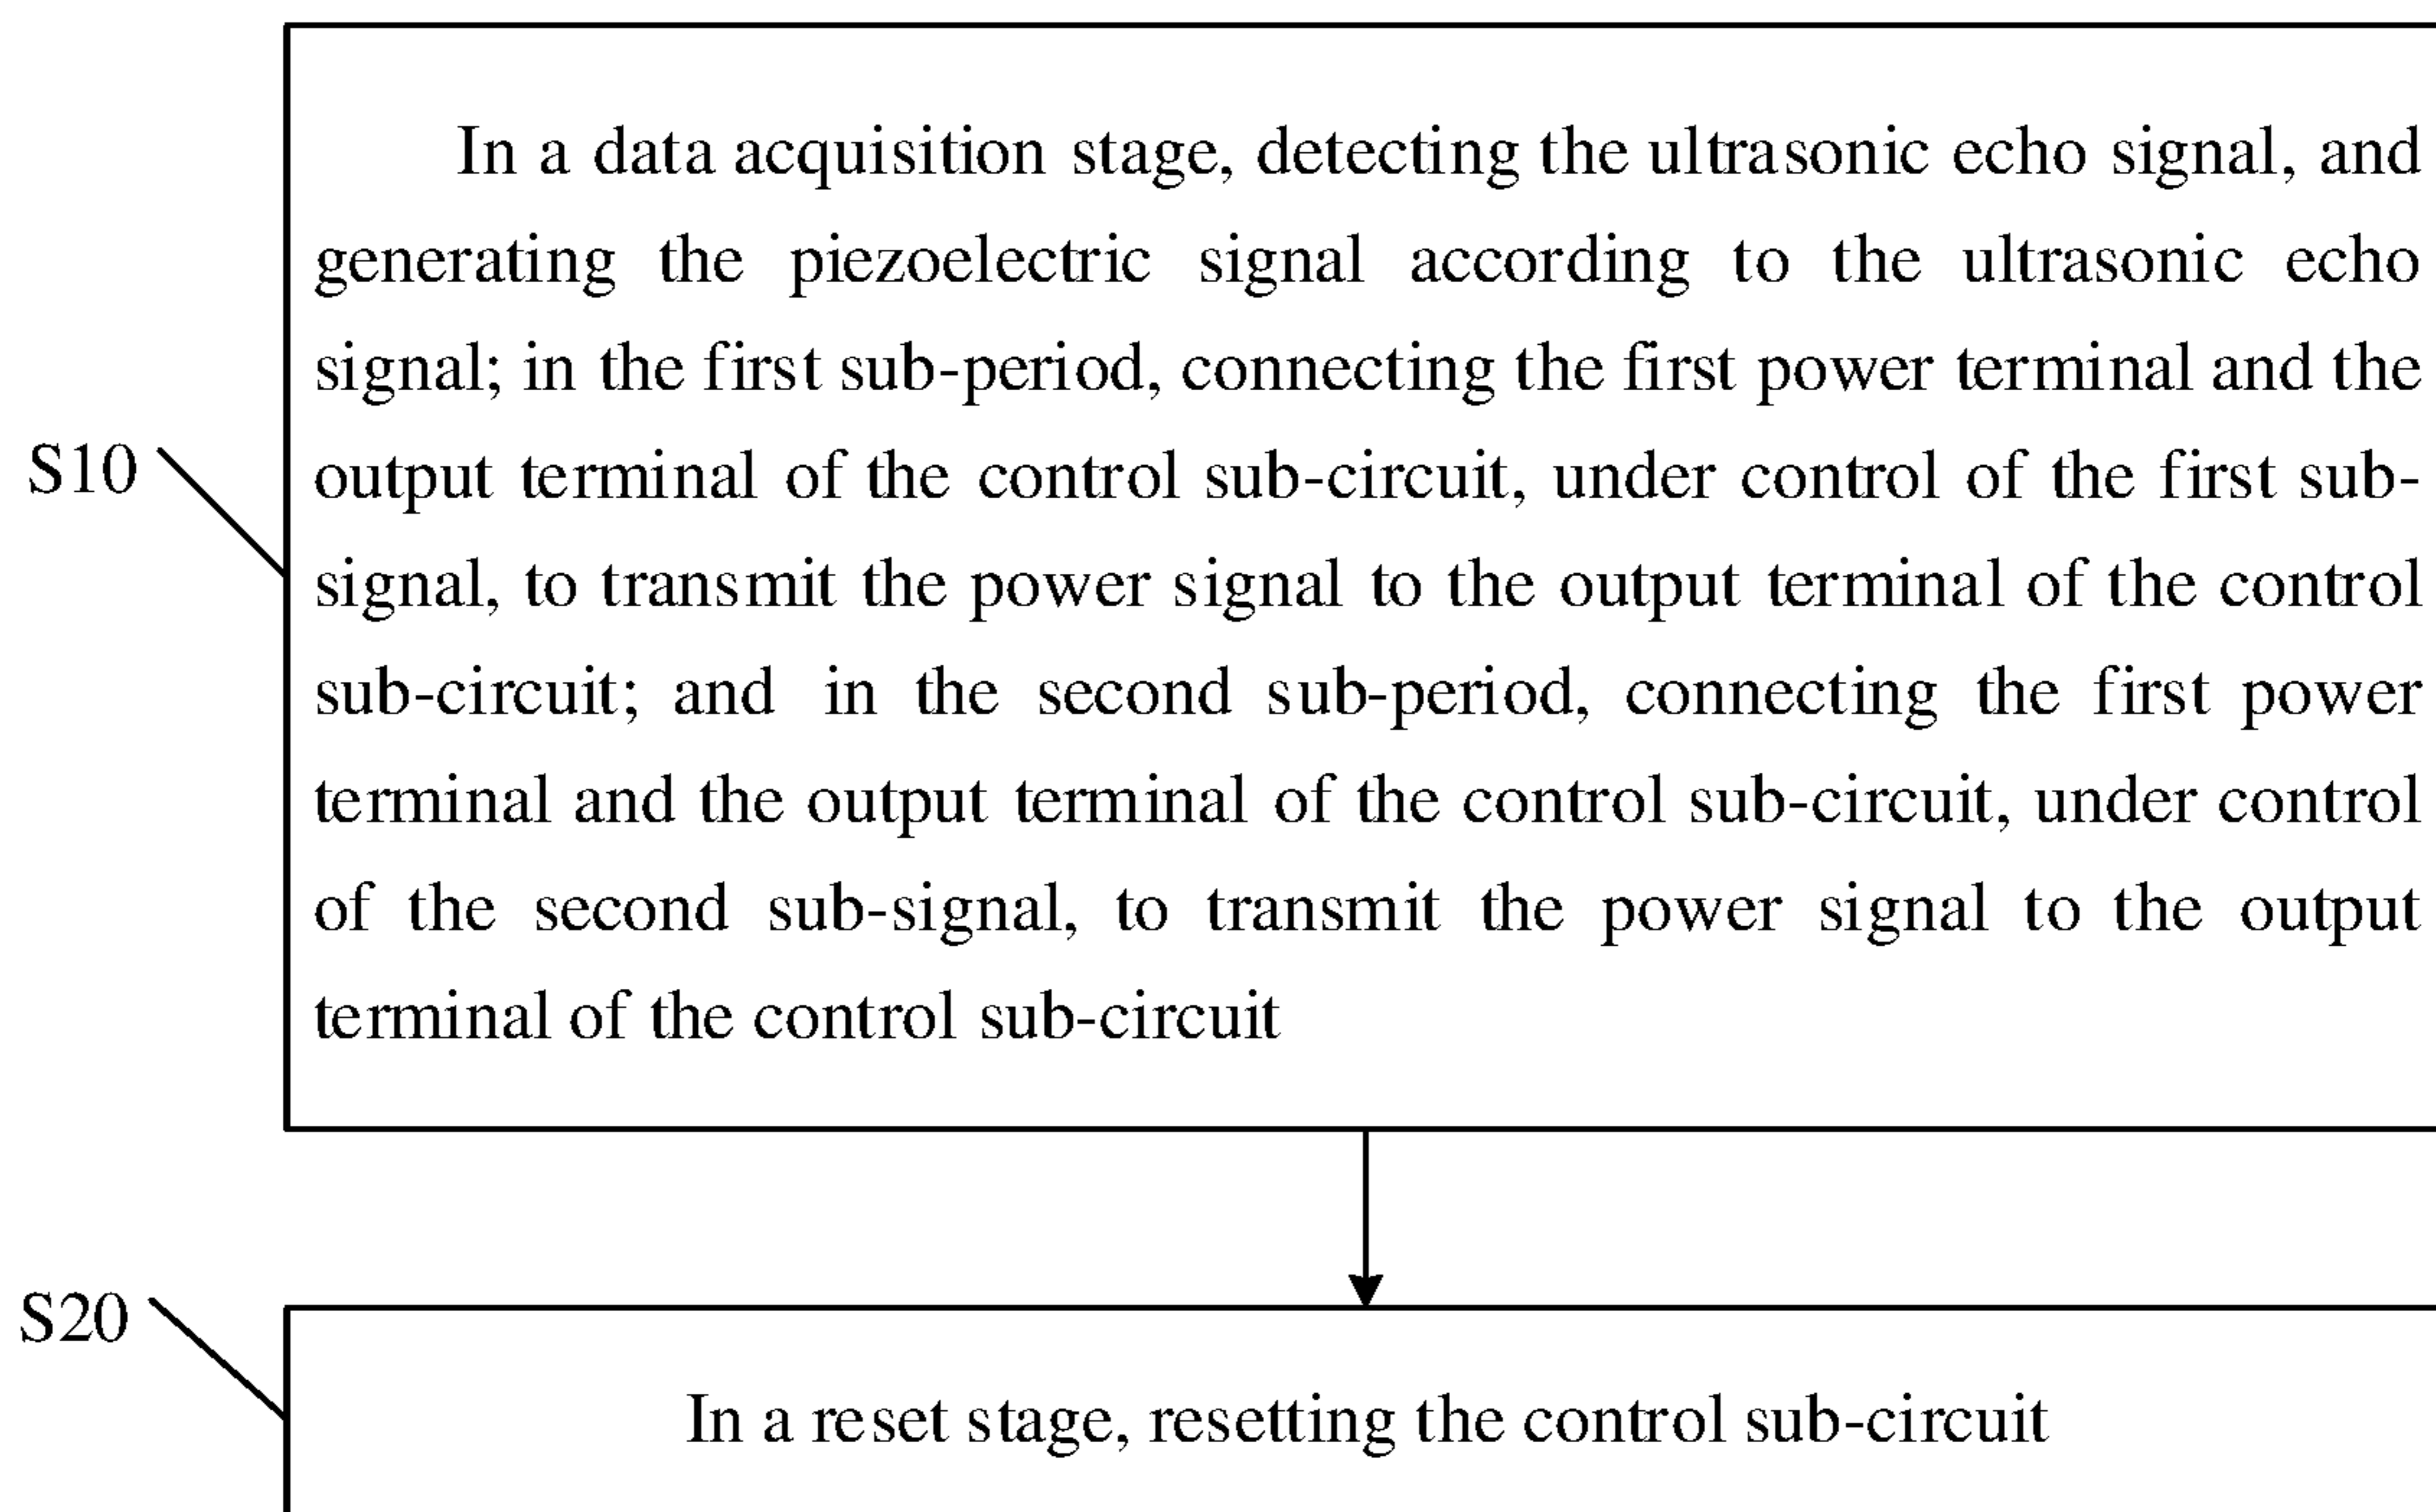 In a data acquisition stage, detecting the ultrasonic echo signal, and
generating the piezoelectric signal according to the ultrasonic echo
signal; in the first sub-period, connecting the first power terminal and the
S10
output terminal of the control sub-circuit, under control of the first sub-
signal, to transmit the power signal to the output terminal of the control
sub-circuit; and in the second sub-period, connecting the first power
terminal and the output terminal of the control sub-circuit, under control
of the second sub-signal, to transmit the power signal to the output
terminal of the control sub-circuit
S20
In a reset stage, resetting the control sub-circuit